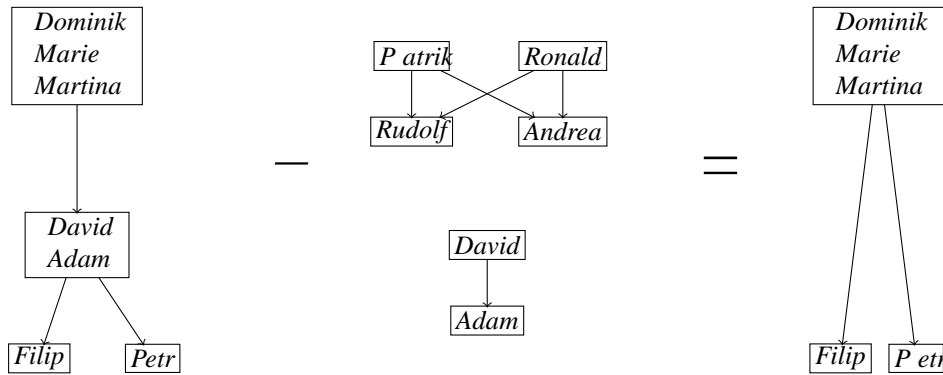 Dominik
Marie
Martina
David
Adam
Filip
Petr
−
P atrik
Ronald
Rudolf
Andrea
David
Adam
=
Dominik
Marie
Martina
Filip
P etr